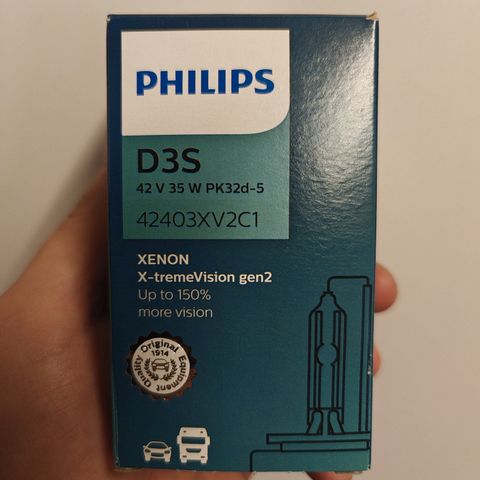 PHILIPS
D3S
42 V 35 W PK32d-5
42403XV2C1
XENON
X-tremeVision gen2
Up to 150%
more vision
Quality Original Equipment
1914